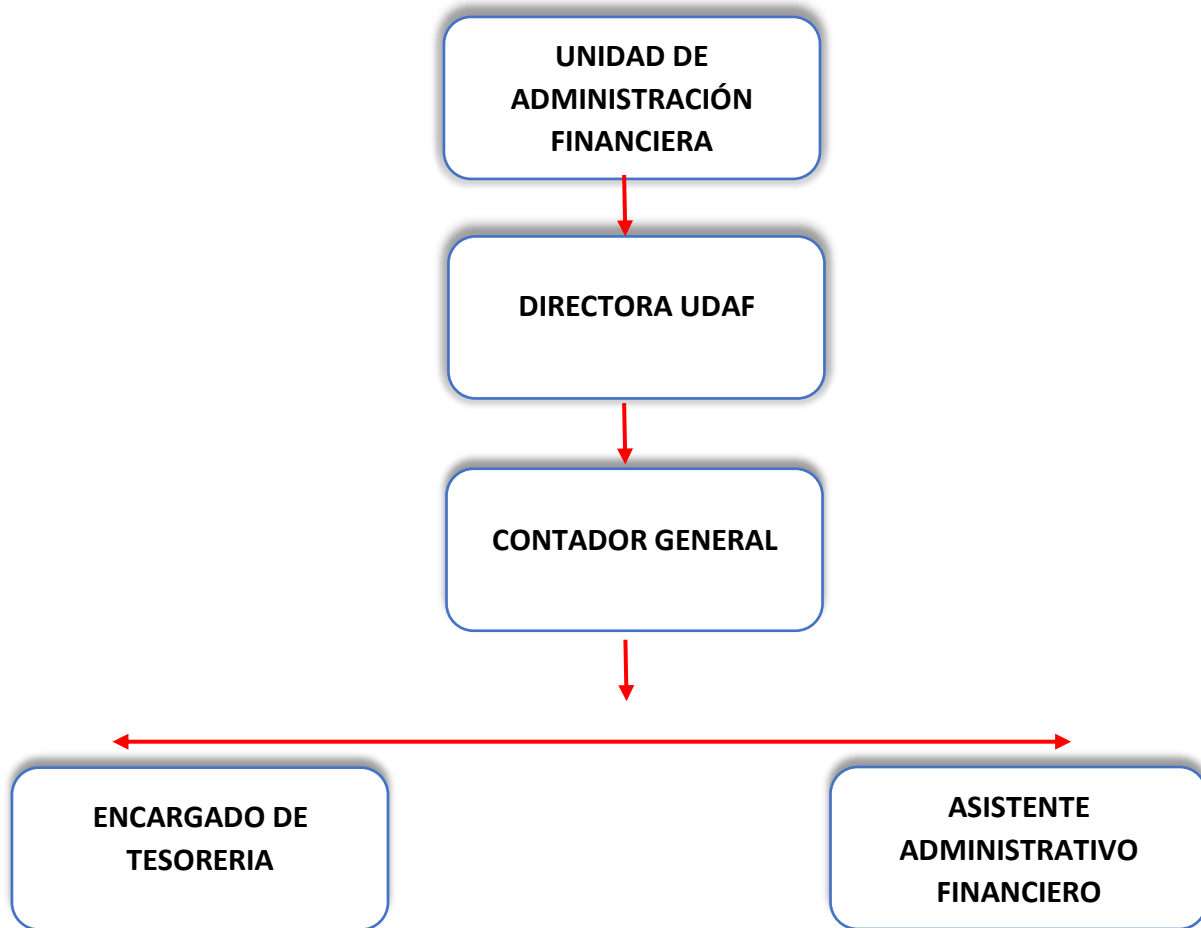 UNIDAD DE
ADMINISTRACIÓN
FINANCIERA
DIRECTORA UDAF
CONTADOR GENERAL
ENCARGADO DE
TESORERIA
ASISTENTE
ADMINISTRATIVO
FINANCIERO